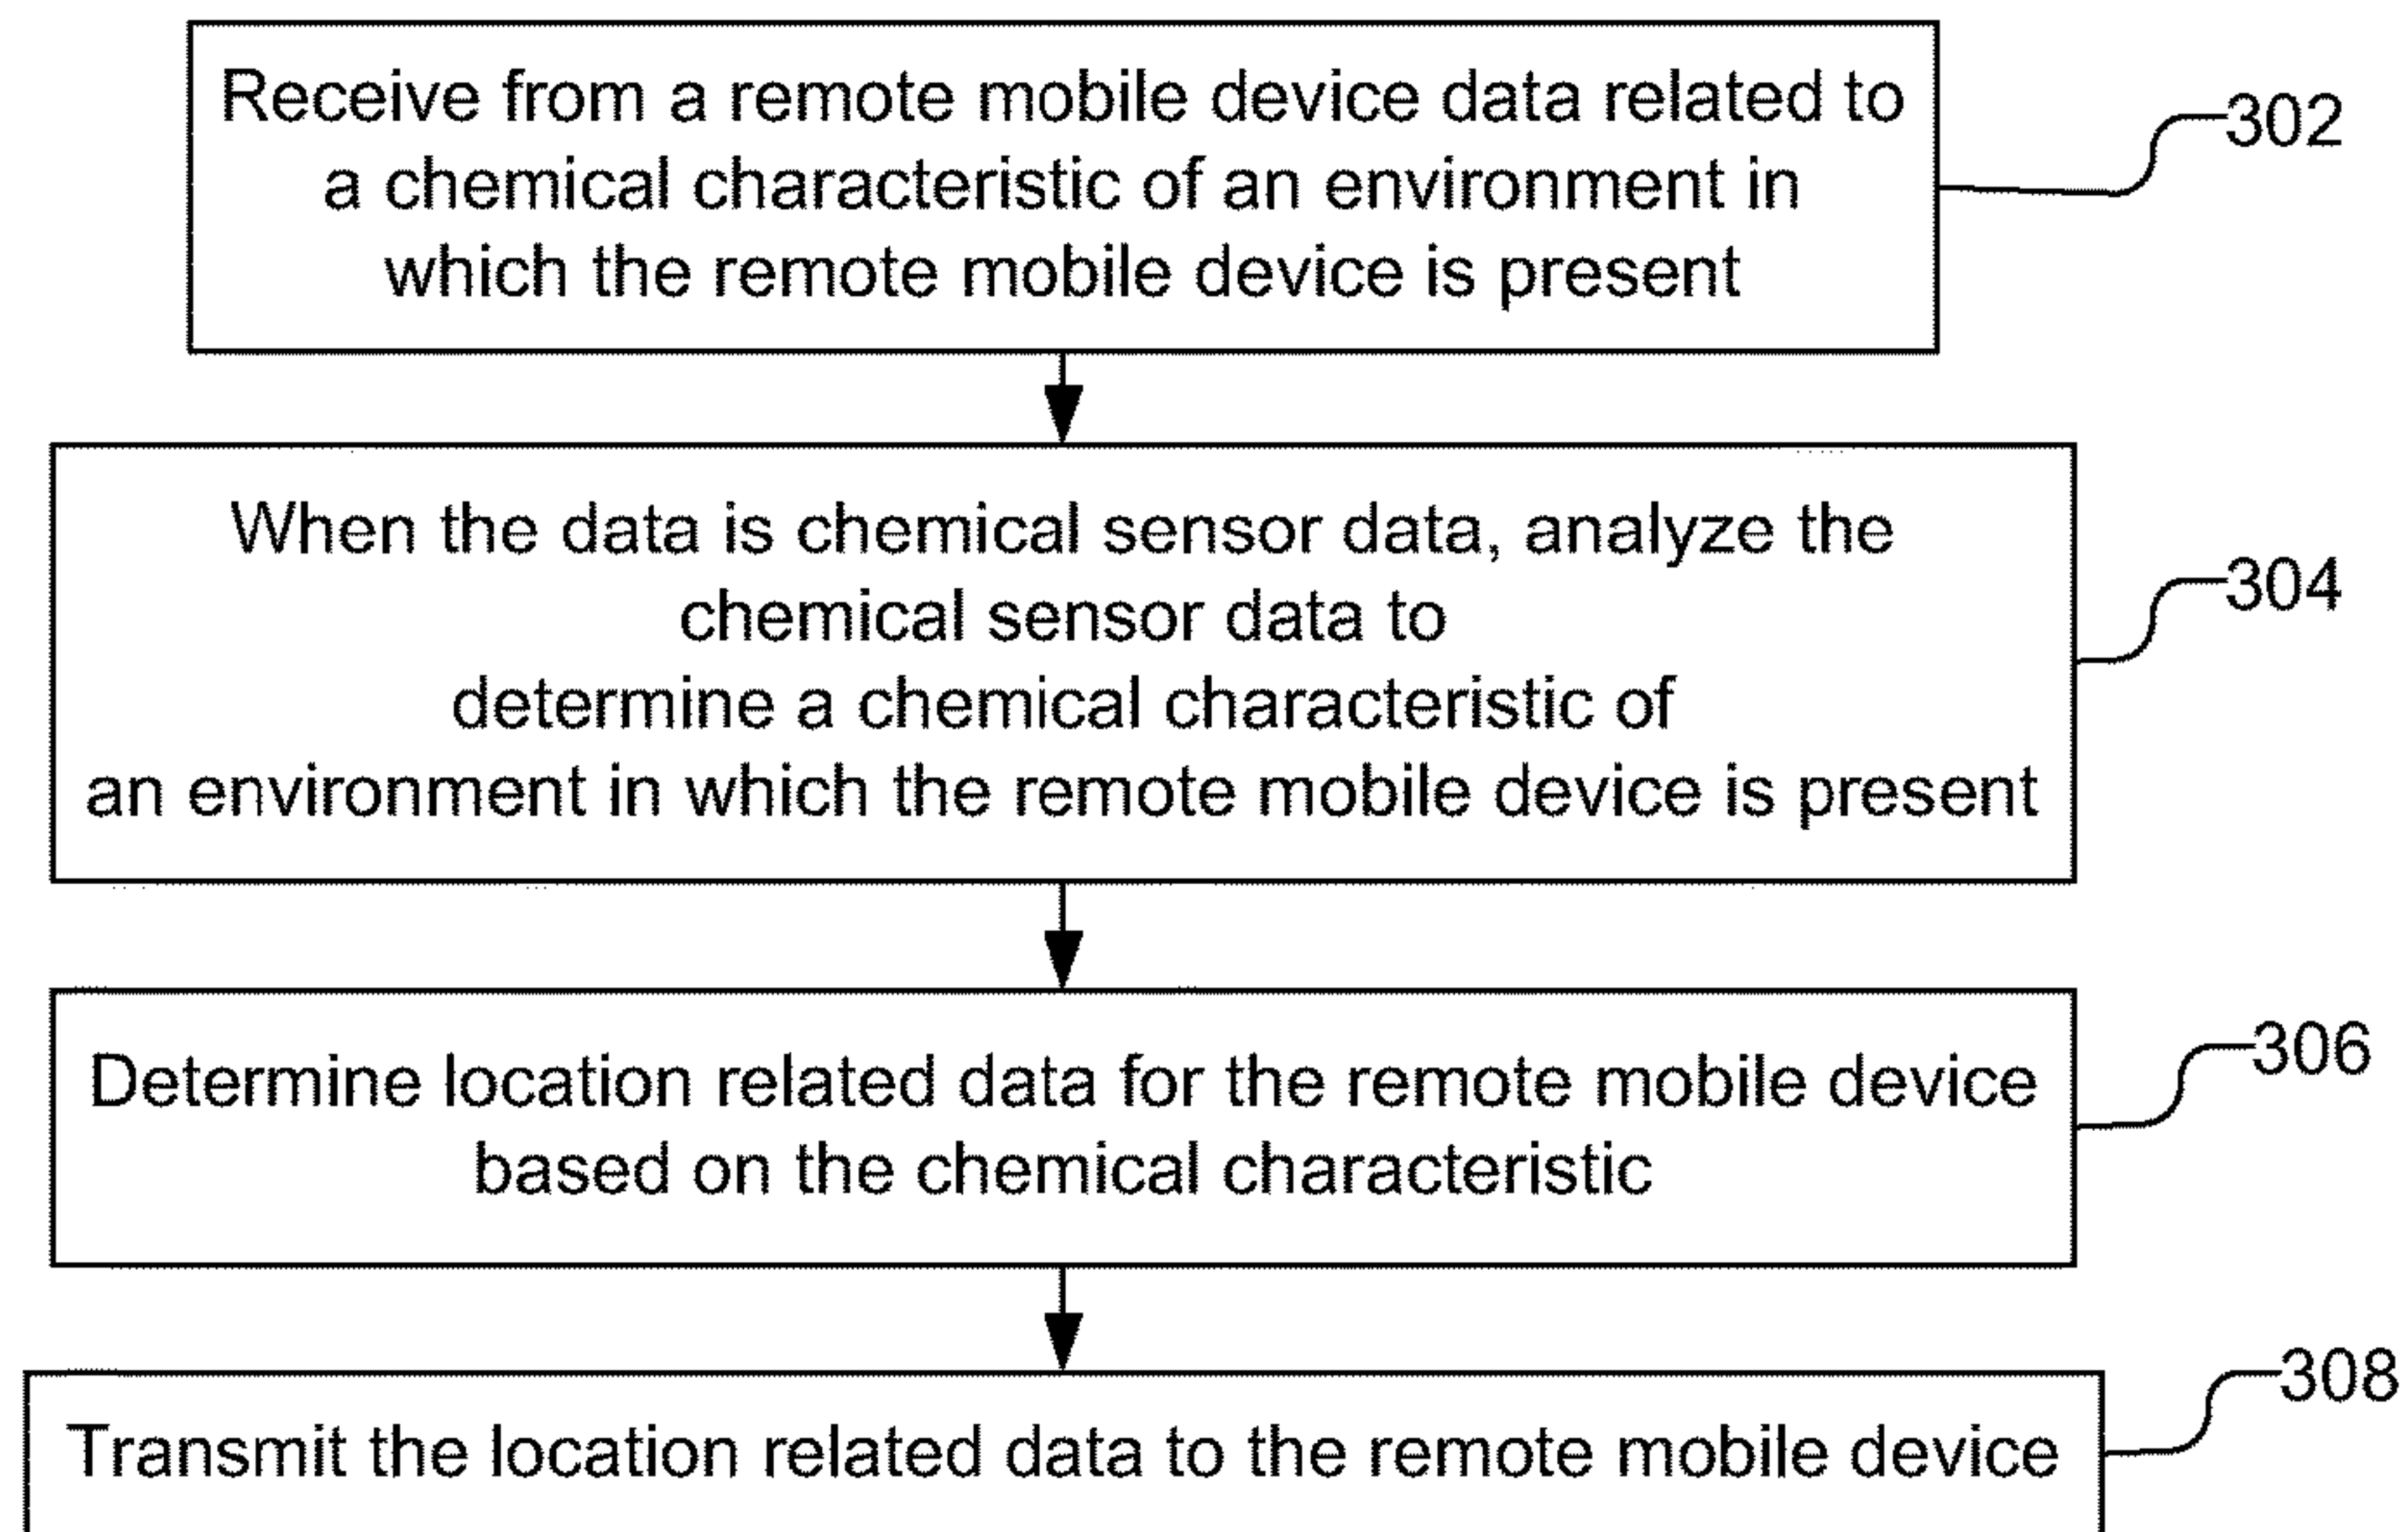 Receive from a remote mobile device data related to
a chemical characteristic of an environment in
which the remote mobile device is present
302
When the data is chemical sensor data, analyze the
chemical sensor data to
determine a chemical characteristic of
an environment in which the remote mobile device is present
304
Determine location related data for the remote mobile device
based on the chemical characteristic
306
Transmit the location related data to the remote mobile device
308